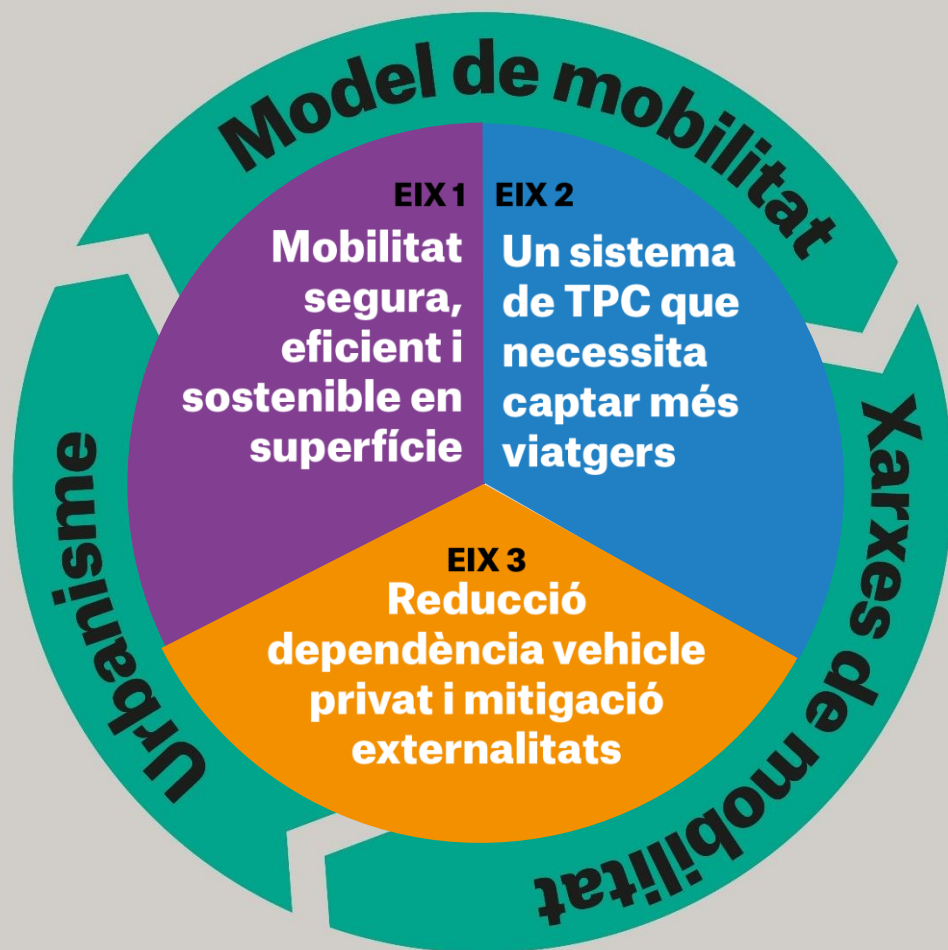 Model de mobilitat
EIX 1
Mobilitat
segura,
eficient i
sostenible en
superfície
EIX 2
Un sistema
de TPC que
necessita
captar més
viatgers
EIX 3
Reducció
dependència vehicle
privat i mitigació
externalitats
Xarxes de mobilitat
Urbanisme